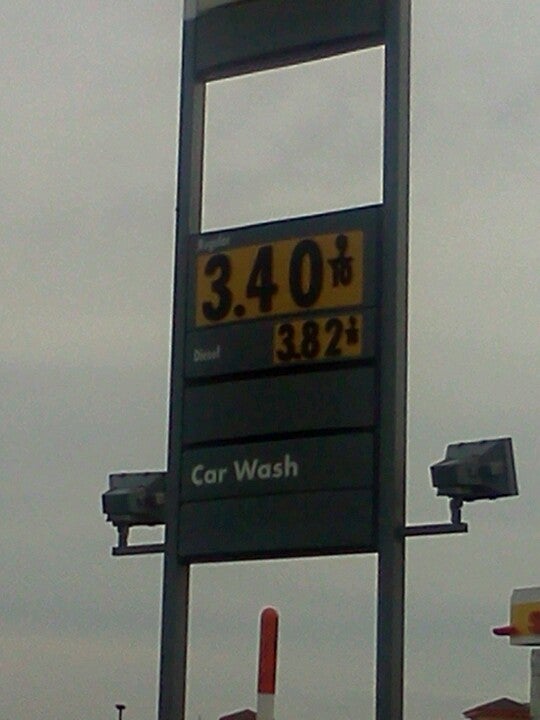 Regular
3.40 9/10
Diesel
3.82 9/10
Car Wash